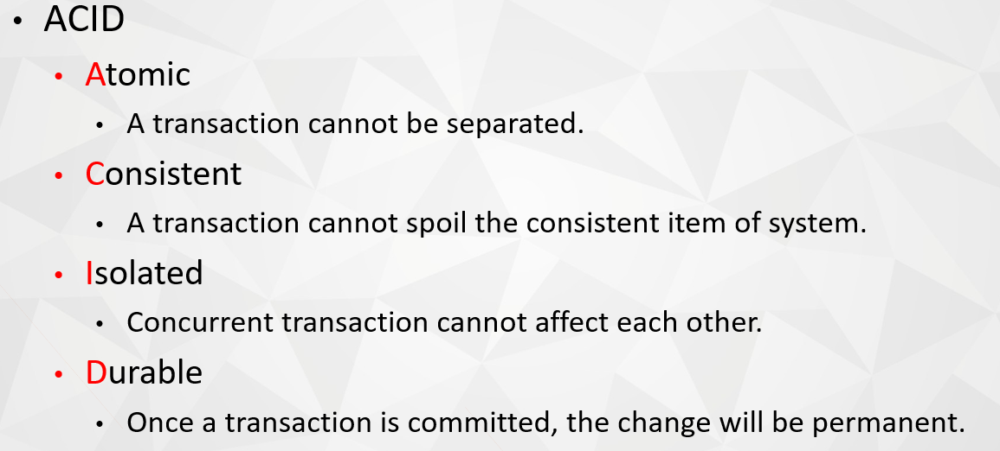 • ACID
• Atomic
• A transaction cannot be separated.
• Consistent
• A transaction cannot spoil the consistent item of system.
• Isolated
• Concurrent transaction cannot affect each other.
• Durable
• Once a transaction is committed, the change will be permanent.